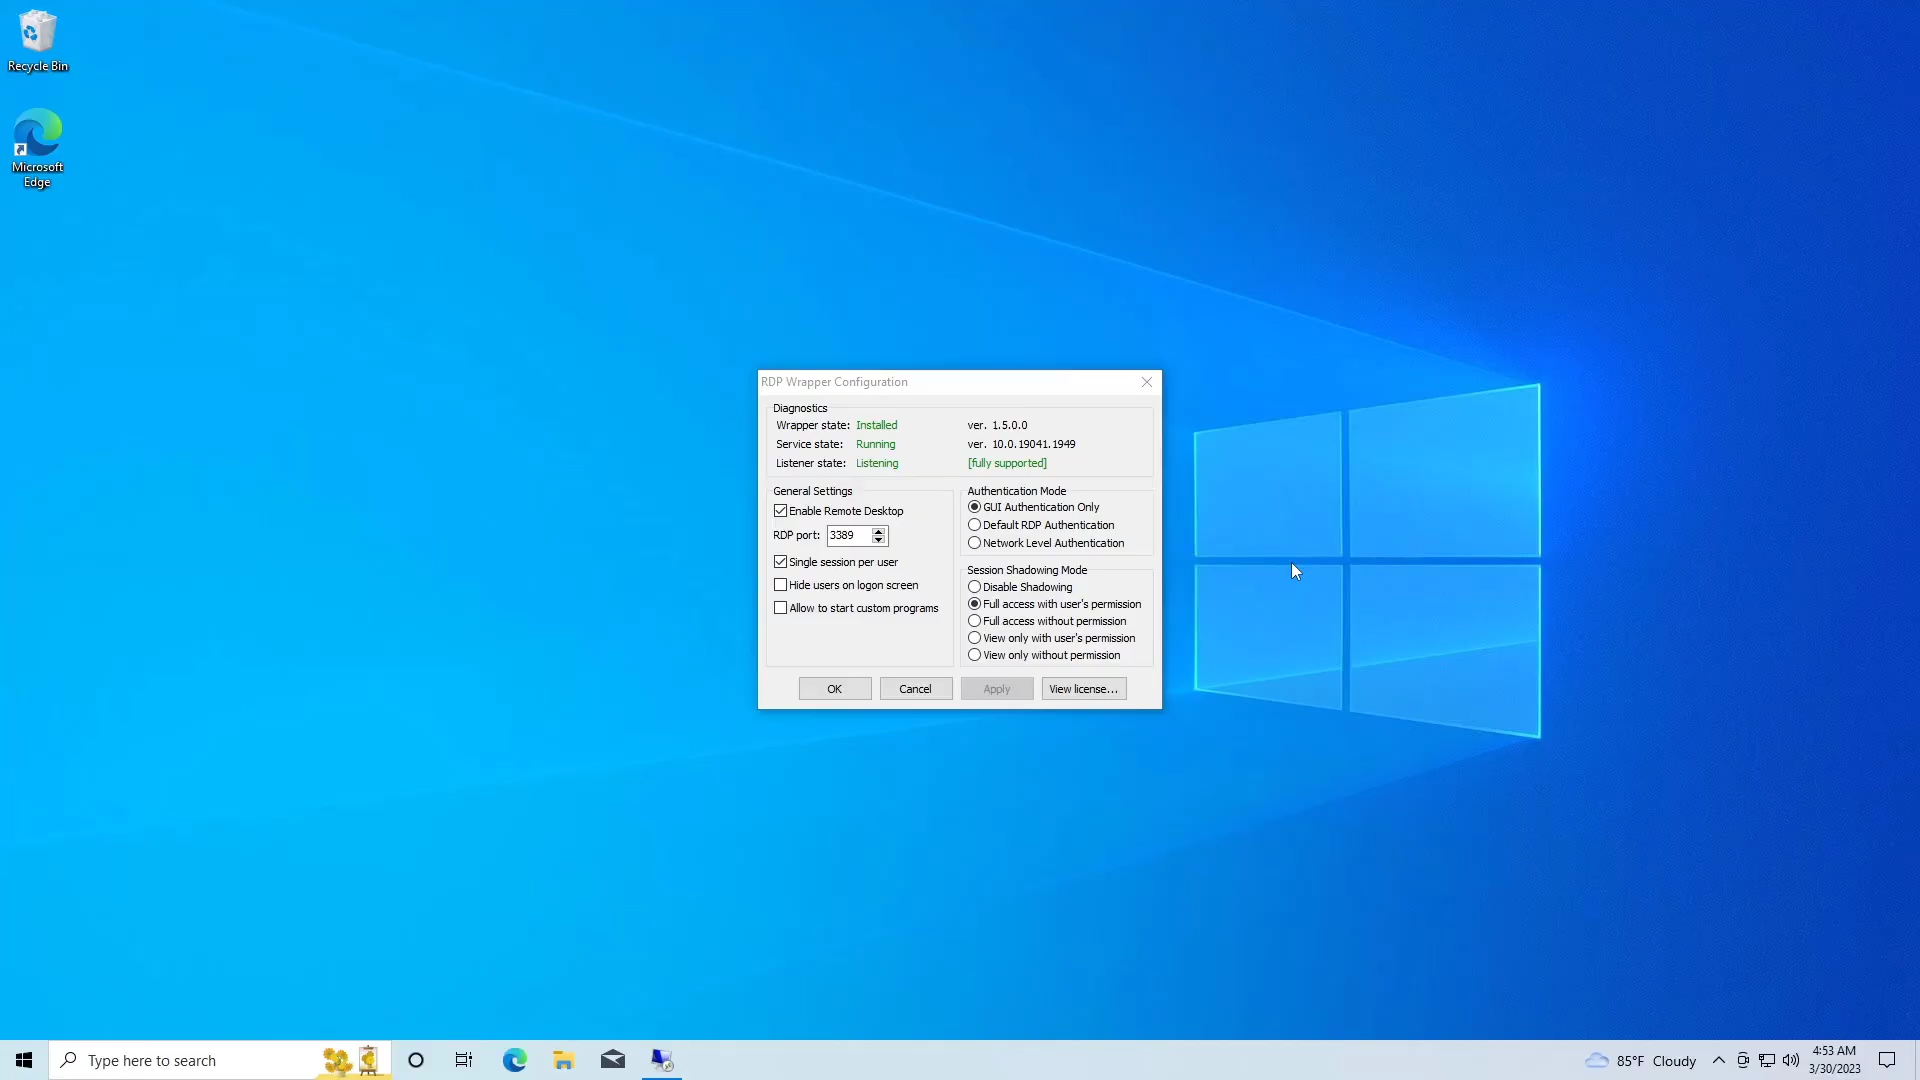 Recycle Bin
Microsoft
Edge
RDP Wrapper Configuration
Diagnostics
Wrapper state: Installed ver. 1.5.0.0
Service state: Running ver. 10.0.19041.1949
Listener state: Listening [fully supported]
General Settings
Enable Remote Desktop
RDP port: 3389
Single session per user
Hide users on logon screen
Allow to start custom programs
Authentication Mode
GUI Authentication Only
Default RDP Authentication
Network Level Authentication
Session Shadowing Mode
Disable Shadowing
Full access with user's permission
Full access without permission
View only with user's permission
View only without permission
OK Cancel Apply View license...
Type here to search
85°F Cloudy
4:53 AM
3/30/2023